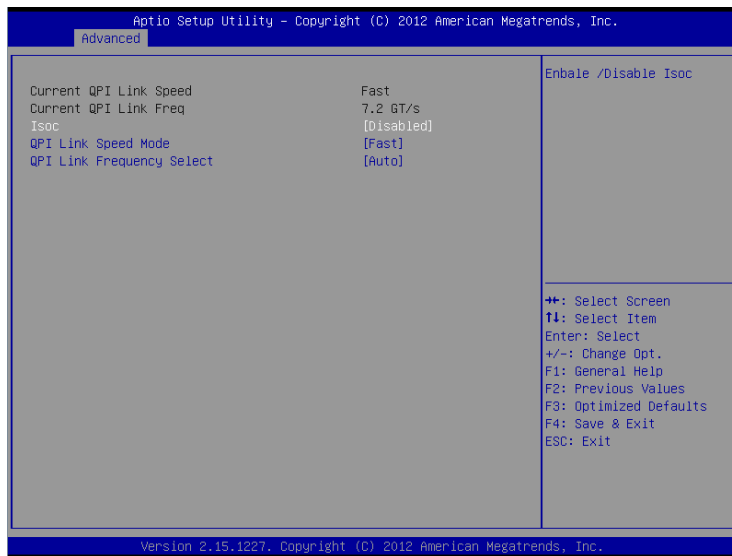 Aptio Setup Utility – Copyright (C) 2012 American Megatrends, Inc.
Advanced
Current QPI Link Speed Fast
Current QPI Link Freq 7.2 GT/s
Isoc [Disabled]
QPI Link Speed Mode [Fast]
QPI Link Frequency Select [Auto]
Enbale /Disable Isoc
→←: Select Screen
↑↓: Select Item
Enter: Select
+/-: Change Opt.
F1: General Help
F2: Previous Values
F3: Optimized Defaults
F4: Save & Exit
ESC: Exit
Version 2.15.1227. Copyright (C) 2012 American Megatrends, Inc.